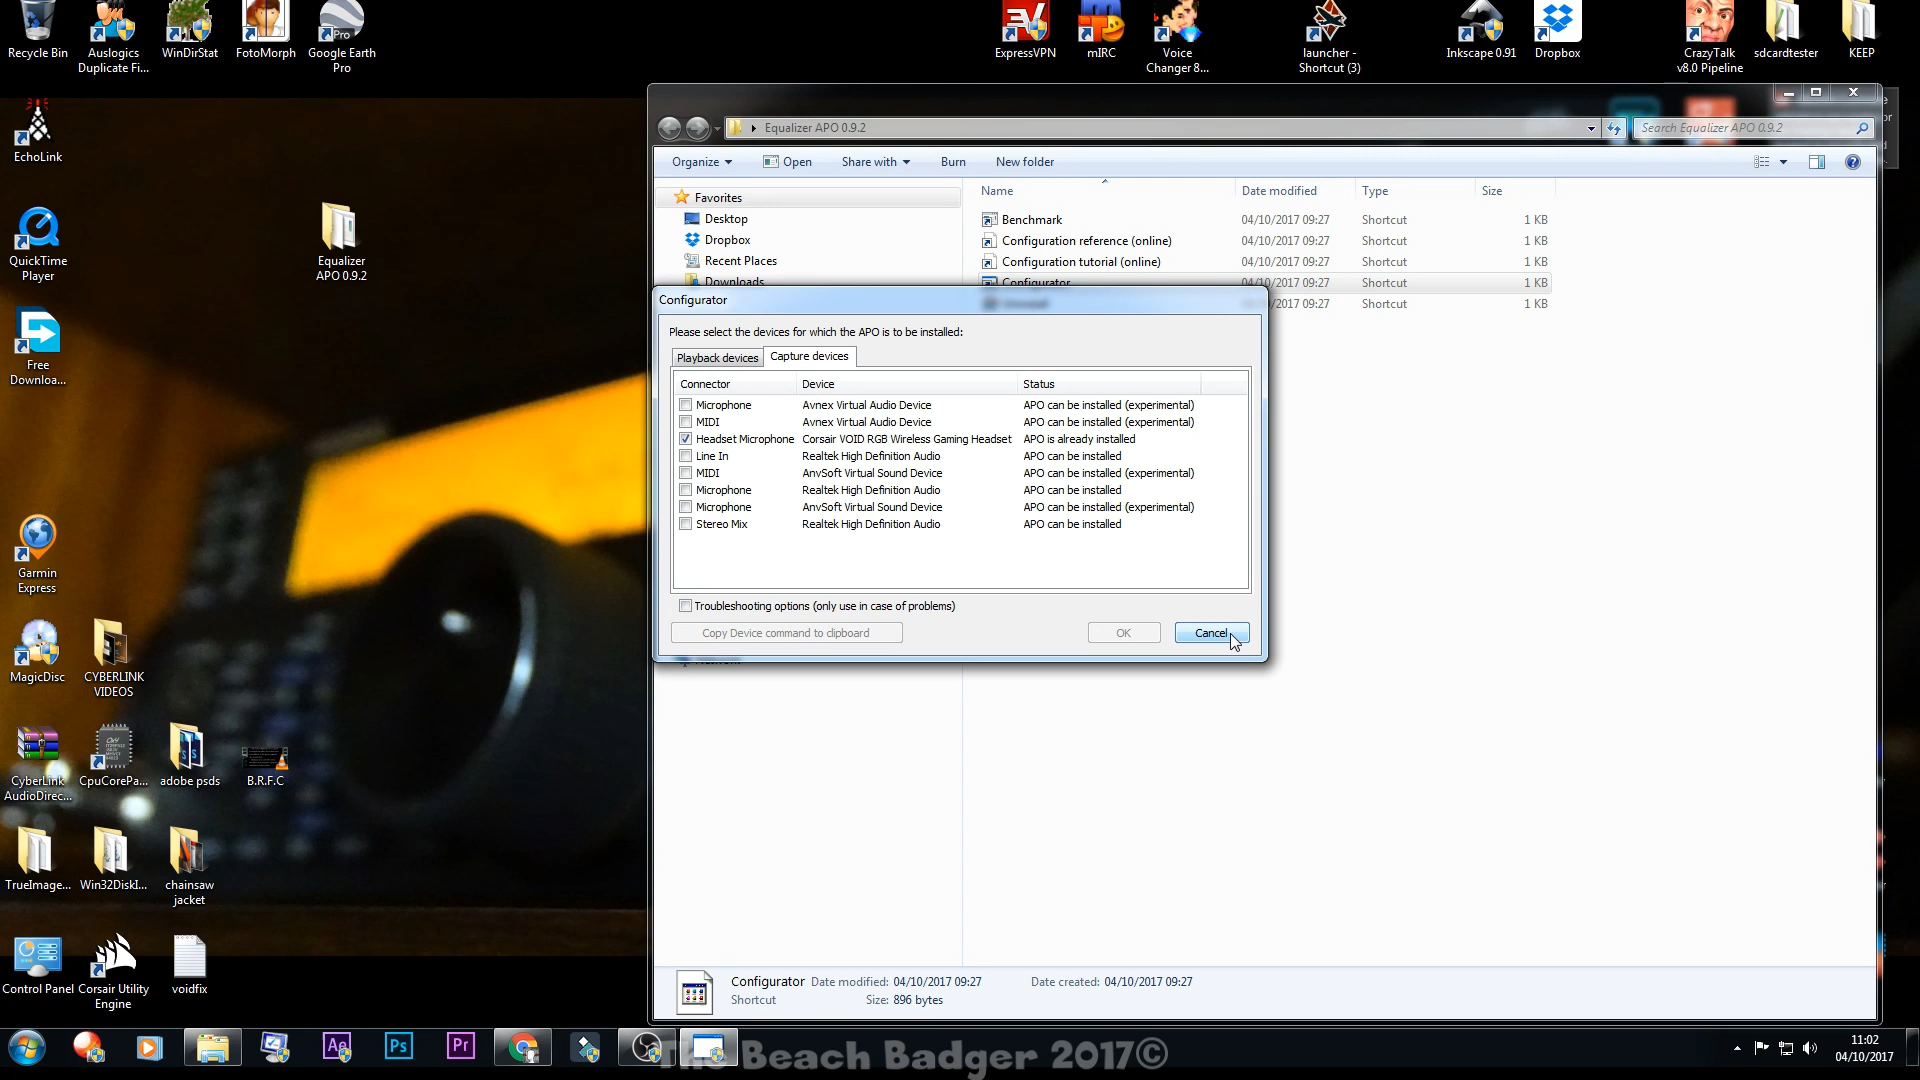 Recycle Bin
Auslogics
Duplicate Fi...
WinDirStat
FotoMorph
Google Earth
Pro
ExpressVPN
mIRC
Voice
Changer 8...
launcher -
Shortcut (3)
Inkscape 0.91
Dropbox
CrazyTalk
v8.0 Pipeline
sdcardtester
KEEP
EchoLink
QuickTime
Player
Equalizer
APO 0.9.2
Free
Downloa...
Garmin
Express
MagicDisc
CYBERLINK
VIDEOS
CyberLink
AudioDirec...
CpuCorePa...
adobe psds
B.R.F.C
TrueImage...
Win32DiskI...
chainsaw
jacket
Control Panel
Corsair Utility
Engine
voidfix
Equalizer APO 0.9.2
Search Equalizer APO 0.9.2
Organize
Open
Share with
Burn
New folder
Favorites
Desktop
Dropbox
Recent Places
Downloads
Name
Date modified
Type
Size
Benchmark 04/10/2017 09:27 Shortcut 1 KB
Configuration reference (online) 04/10/2017 09:27 Shortcut 1 KB
Configuration tutorial (online) 04/10/2017 09:27 Shortcut 1 KB
Configurator 04/10/2017 09:27 Shortcut 1 KB
/2017 09:27 Shortcut 1 KB
Configurator
Please select the devices for which the APO is to be installed:
Playback devices
Capture devices
Connector Device Status
Microphone Avnex Virtual Audio Device APO can be installed (experimental)
MIDI Avnex Virtual Audio Device APO can be installed (experimental)
Headset Microphone Corsair VOID RGB Wireless Gaming Headset APO is already installed
Line In Realtek High Definition Audio APO can be installed
MIDI AnvSoft Virtual Sound Device APO can be installed (experimental)
Microphone Realtek High Definition Audio APO can be installed
Microphone AnvSoft Virtual Sound Device APO can be installed (experimental)
Stereo Mix Realtek High Definition Audio APO can be installed
Troubleshooting options (only use in case of problems)
Copy Device command to clipboard
OK
Cancel
Configurator Date modified: 04/10/2017 09:27 Date created: 04/10/2017 09:27
Shortcut Size: 896 bytes
Ae
Ps
Pr
The Beach Badger 2017©
11:02
04/10/2017